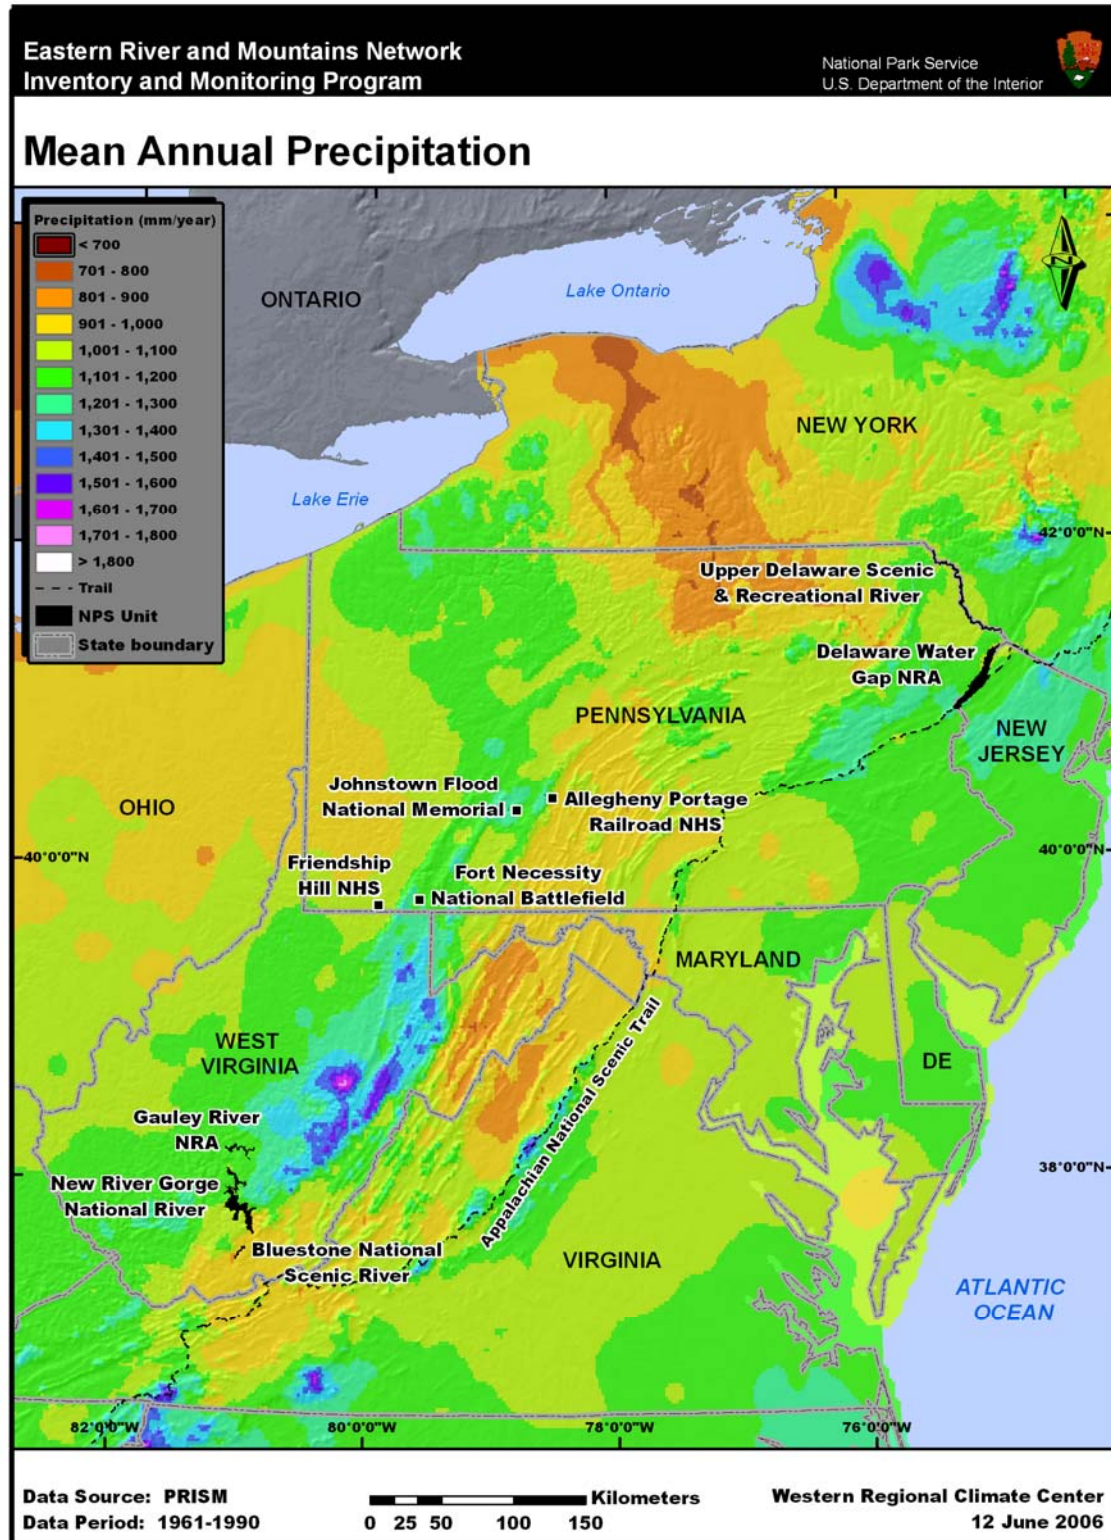 Eastern River and Mountains Network
Inventory and Monitoring Program
National Park Service
U.S. Department of the Interior
Mean Annual Precipitation
Precipitation (mm/year)
< 700
701 - 800
801 - 900
901 - 1,000
1,001 - 1,100
1,101 - 1,200
1,201 - 1,300
1,301 - 1,400
1,401 - 1,500
1,501 - 1,600
1,601 - 1,700
1,701 - 1,800
> 1,800
Trail
NPS Unit
State boundary
N
ONTARIO
Lake Ontario
NEW YORK
Lake Erie
42°0'0"N
Upper Delaware Scenic
& Recreational River
Delaware Water
Gap NRA
PENNSYLVANIA
NEW
JERSEY
Johnstown Flood
National Memorial
Allegheny Portage
Railroad NHS
OHIO
40°0'0"N
40°0'0"N
Friendship
Hill NHS
Fort Necessity
National Battlefield
MARYLAND
WEST
VIRGINIA
DE
Appalachian National Scenic Trail
Gauley River
NRA
New River Gorge
National River
38°0'0"N
Bluestone National
Scenic River
VIRGINIA
ATLANTIC
OCEAN
82°0'0"W
80°0'0"W
78°0'0"W
76°0'0"W
Data Source: PRISM
Data Period: 1961-1990
Kilometers
0 25 50 100 150
Western Regional Climate Center
12 June 2006